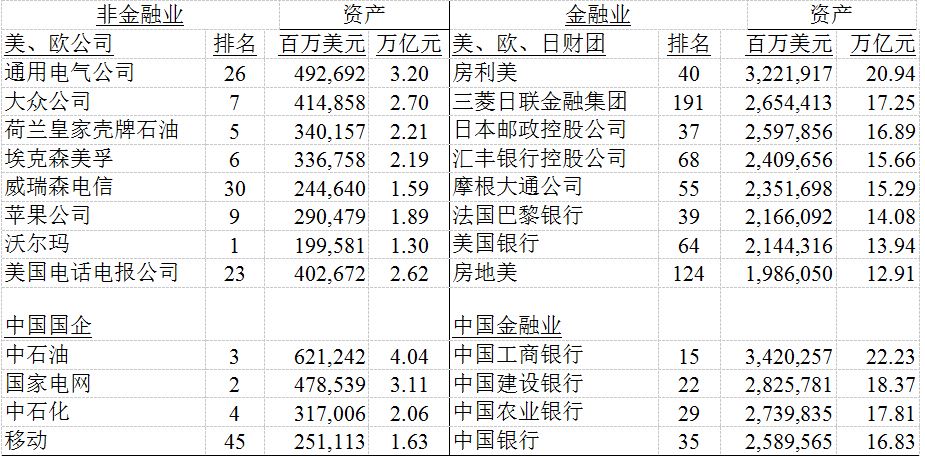 非金融业 资产 金融业 资产
美、欧公司 排名 百万美元 万亿元 美、欧、日财团 排名 百万美元 万亿元
通用电气公司 26 492,692 3.20 房利美 40 3,221,917 20.94
大众公司 7 414,858 2.70 三菱日联金融集团 191 2,654,413 17.25
荷兰皇家壳牌石油 5 340,157 2.21 日本邮政控股公司 37 2,597,856 16.89
埃克森美孚 6 336,758 2.19 汇丰银行控股公司 68 2,409,656 15.66
威瑞森电信 30 244,640 1.59 摩根大通公司 55 2,351,698 15.29
苹果公司 9 290,479 1.89 法国巴黎银行 39 2,166,092 14.08
沃尔玛 1 199,581 1.30 美国银行 64 2,144,316 13.94
美国电话电报公司 23 402,672 2.62 房地美 124 1,986,050 12.91
中国国企 中国金融业
中石油 3 621,242 4.04 中国工商银行 15 3,420,257 22.23
国家电网 2 478,539 3.11 中国建设银行 22 2,825,781 18.37
中石化 4 317,006 2.06 中国农业银行 29 2,739,835 17.81
移动 45 251,113 1.63 中国银行 35 2,589,565 16.83